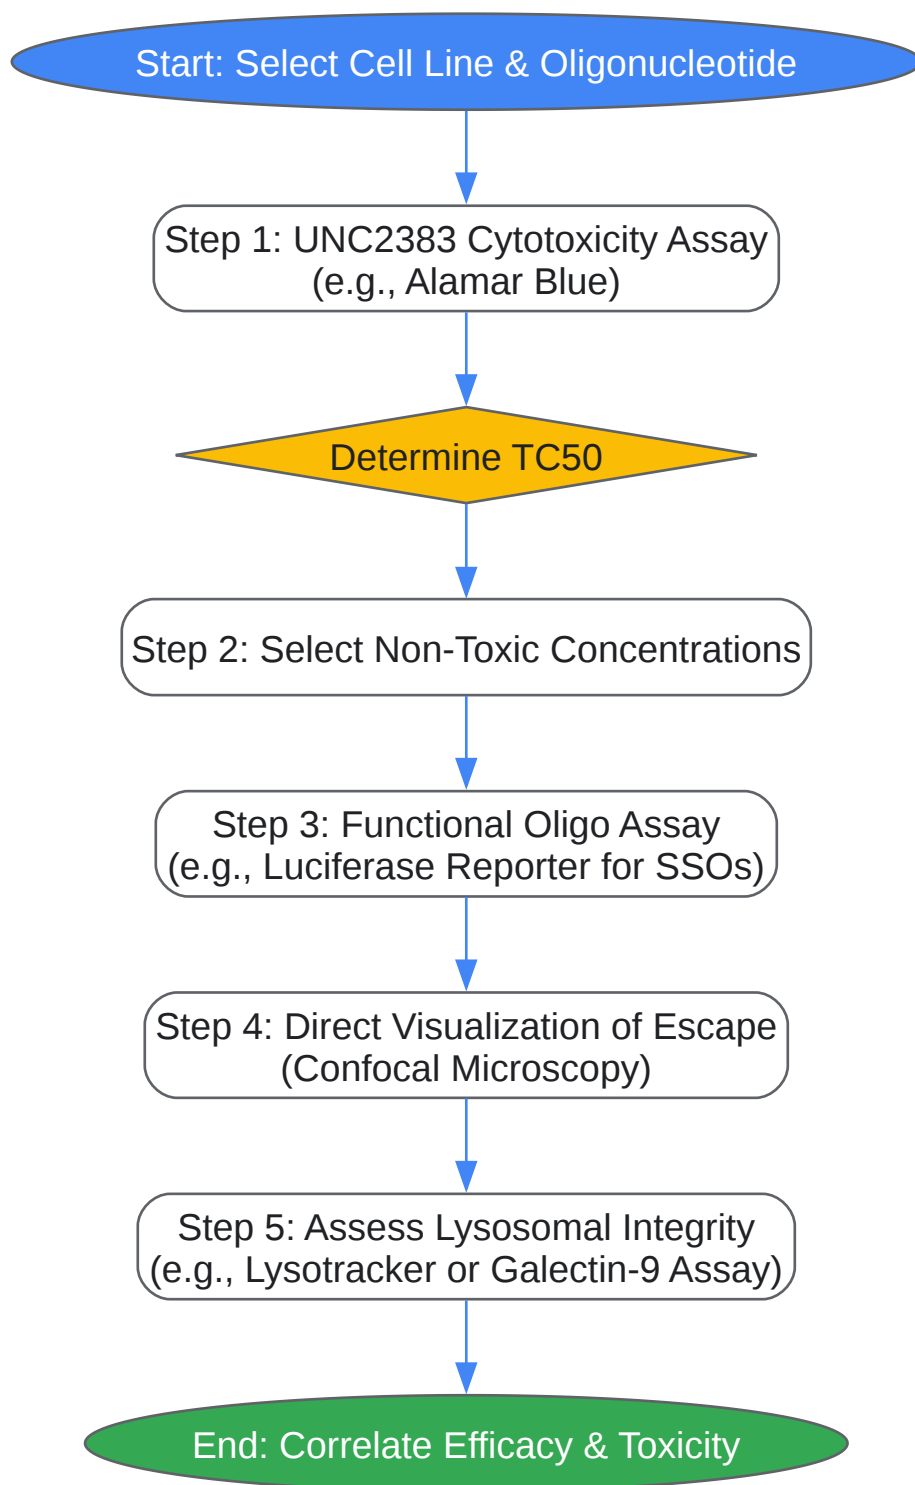 Start: Select Cell Line & Oligonucleotide
Step 1: UNC2383 Cytotoxicity Assay
(e.g., Alamar Blue)
Determine TC50
Step 2: Select Non-Toxic Concentrations
Step 3: Functional Oligo Assay
(e.g., Luciferase Reporter for SSOs)
Step 4: Direct Visualization of Escape
(Confocal Microscopy)
Step 5: Assess Lysosomal Integrity
(e.g., Lysotracker or Galectin-9 Assay)
End: Correlate Efficacy & Toxicity